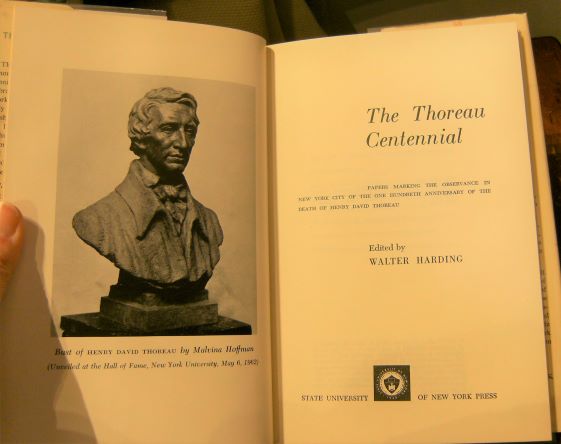 Bust of HENRY DAVID THOREAU by Malvina Hoffman
(Unveiled at the Hall of Fame, New York University, May 6, 1962)
The Thoreau
Centennial
PAPERS MARKING THE OBSERVANCE IN
NEW YORK CITY OF THE ONE HUNDRETH ANNIVERSARY OF THE
DEATH OF HENRY DAVID THOREAU
Edited by
WALTER HARDING
STATE UNIVERSITY OF NEW YORK PRESS